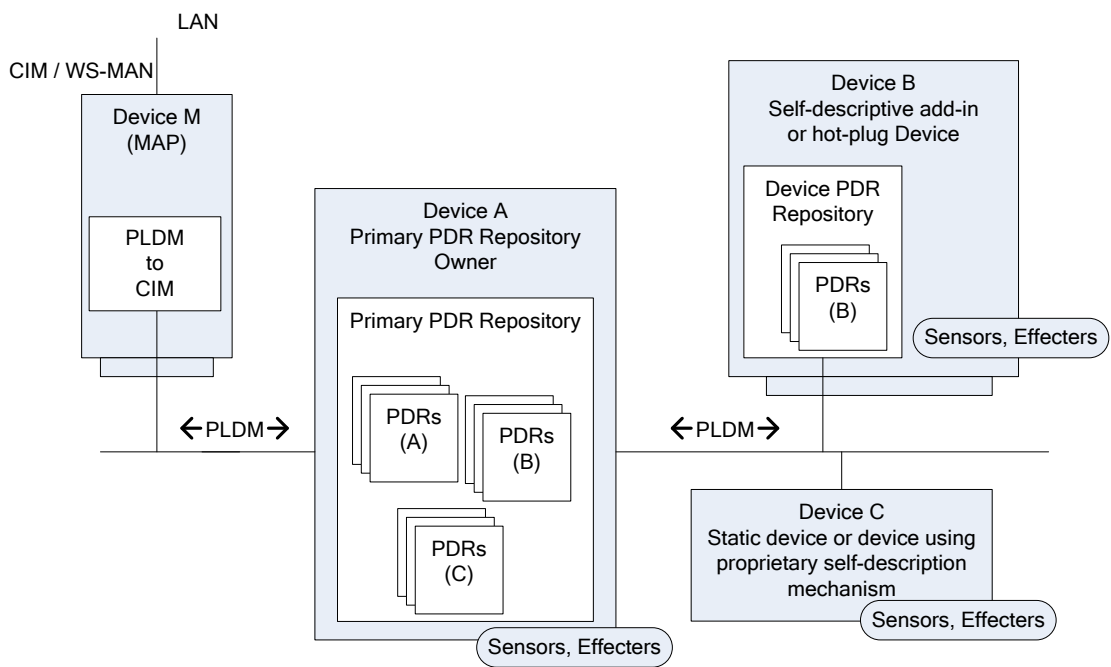 LAN
CIM / WS-MAN
Device M
(MAP)
PLDM
to
CIM
Device A
Primary PDR Repository
Owner
Primary PDR Repository
PDRs
(A)
PDRs
(B)
PDRs
(C)
Sensors, Effecters
PLDM
PLDM
Device B
Self-descriptive add-in
or hot-plug Device
Device PDR
Repository
PDRs
(B)
Sensors, Effecters
Device C
Static device or device using
proprietary self-description
mechanism
Sensors, Effecters